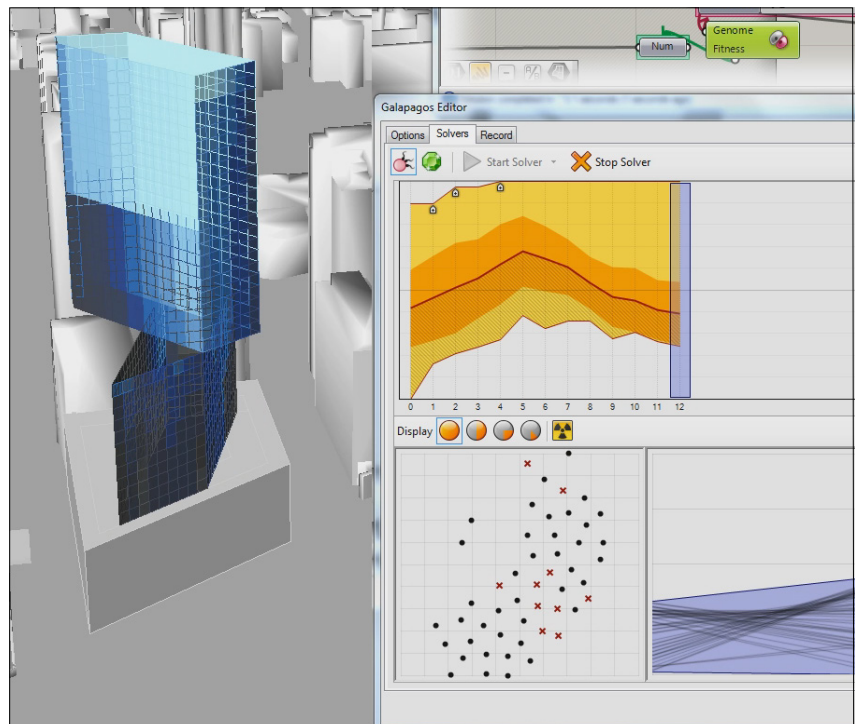 Genome
Num
Fitness
Galapagos Editor
Options Solvers Record
Start Solver Stop Solver
0 1 2 3 4 5 6 7 8 9 10 11 12
Display